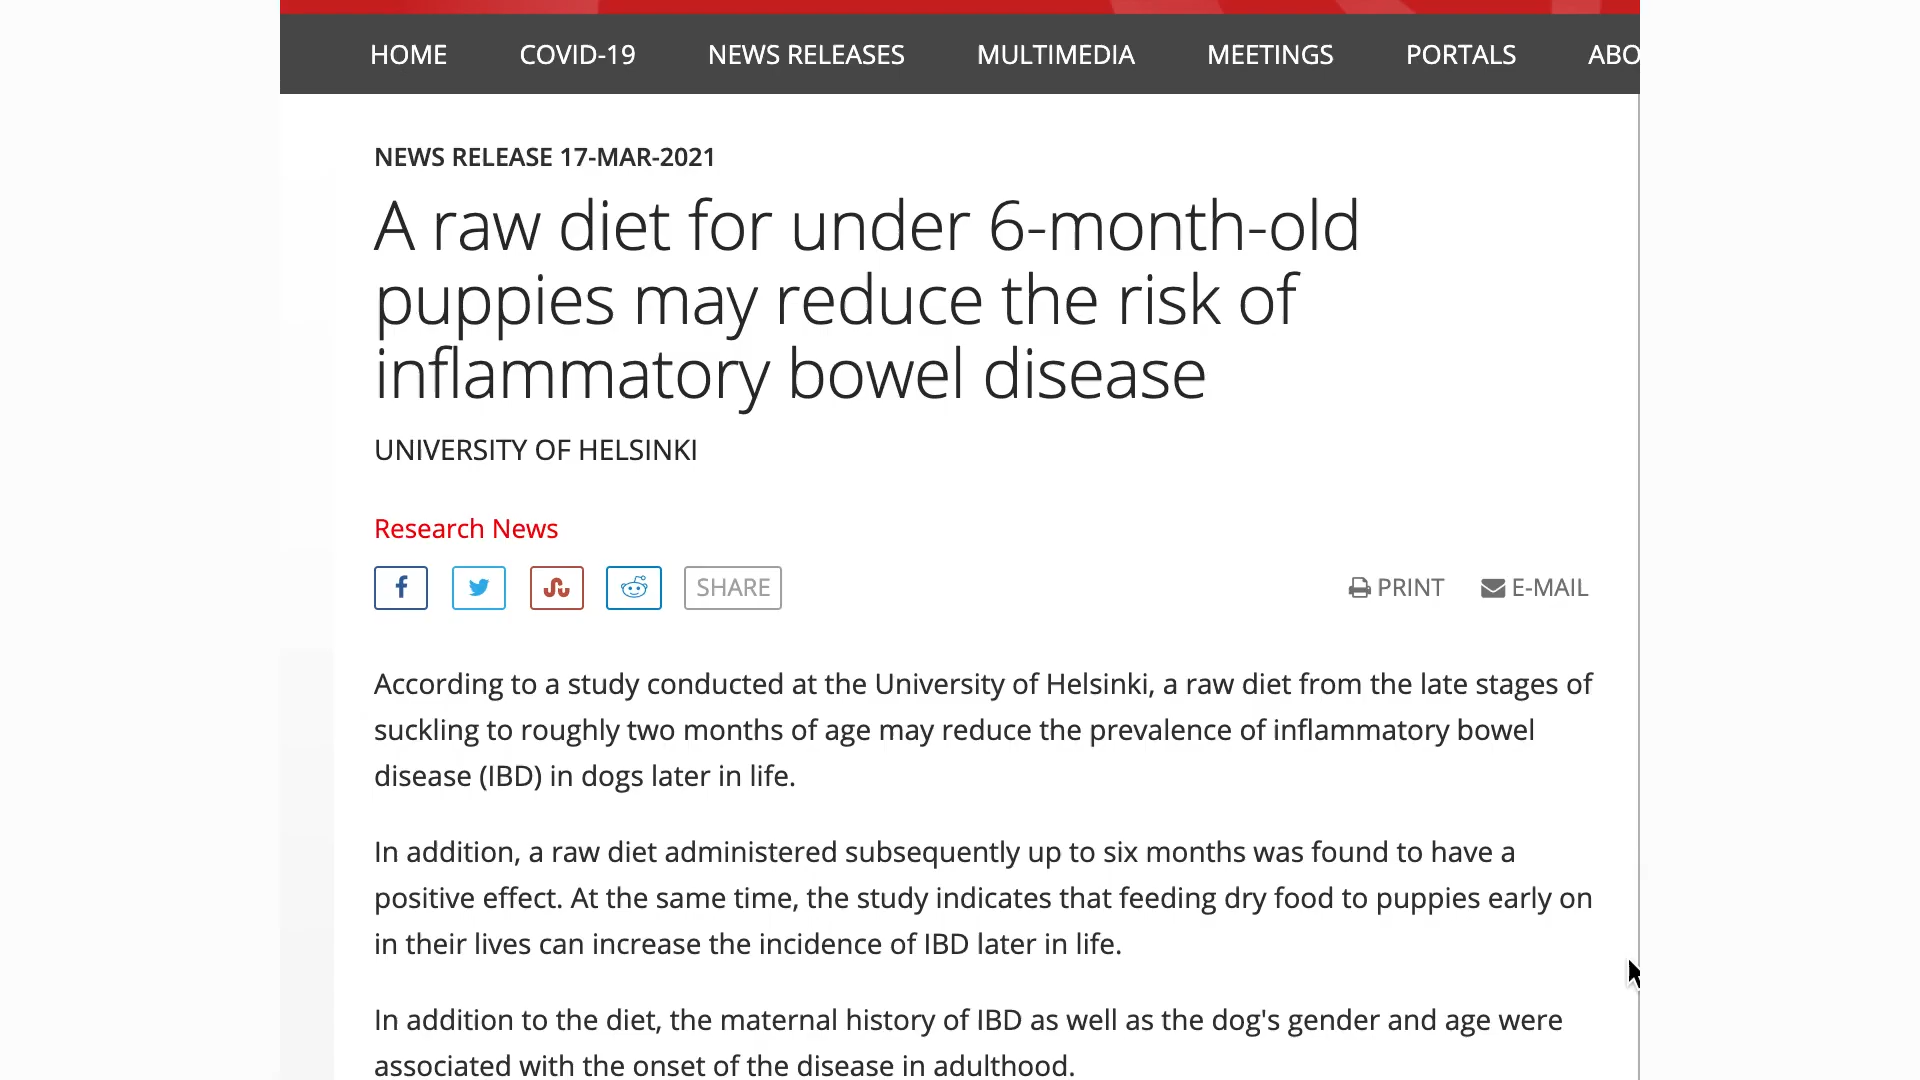 HOME COVID-19 NEWS RELEASES MULTIMEDIA MEETINGS PORTALS ABO
NEWS RELEASE 17-MAR-2021
A raw diet for under 6-month-old
puppies may reduce the risk of
inflammatory bowel disease
UNIVERSITY OF HELSINKI
Research News
SHARE PRINT E-MAIL
According to a study conducted at the University of Helsinki, a raw diet from the late stages of
suckling to roughly two months of age may reduce the prevalence of inflammatory bowel
disease (IBD) in dogs later in life.
In addition, a raw diet administered subsequently up to six months was found to have a
positive effect. At the same time, the study indicates that feeding dry food to puppies early on
in their lives can increase the incidence of IBD later in life.
In addition to the diet, the maternal history of IBD as well as the dog's gender and age were
associated with the onset of the disease in adulthood.